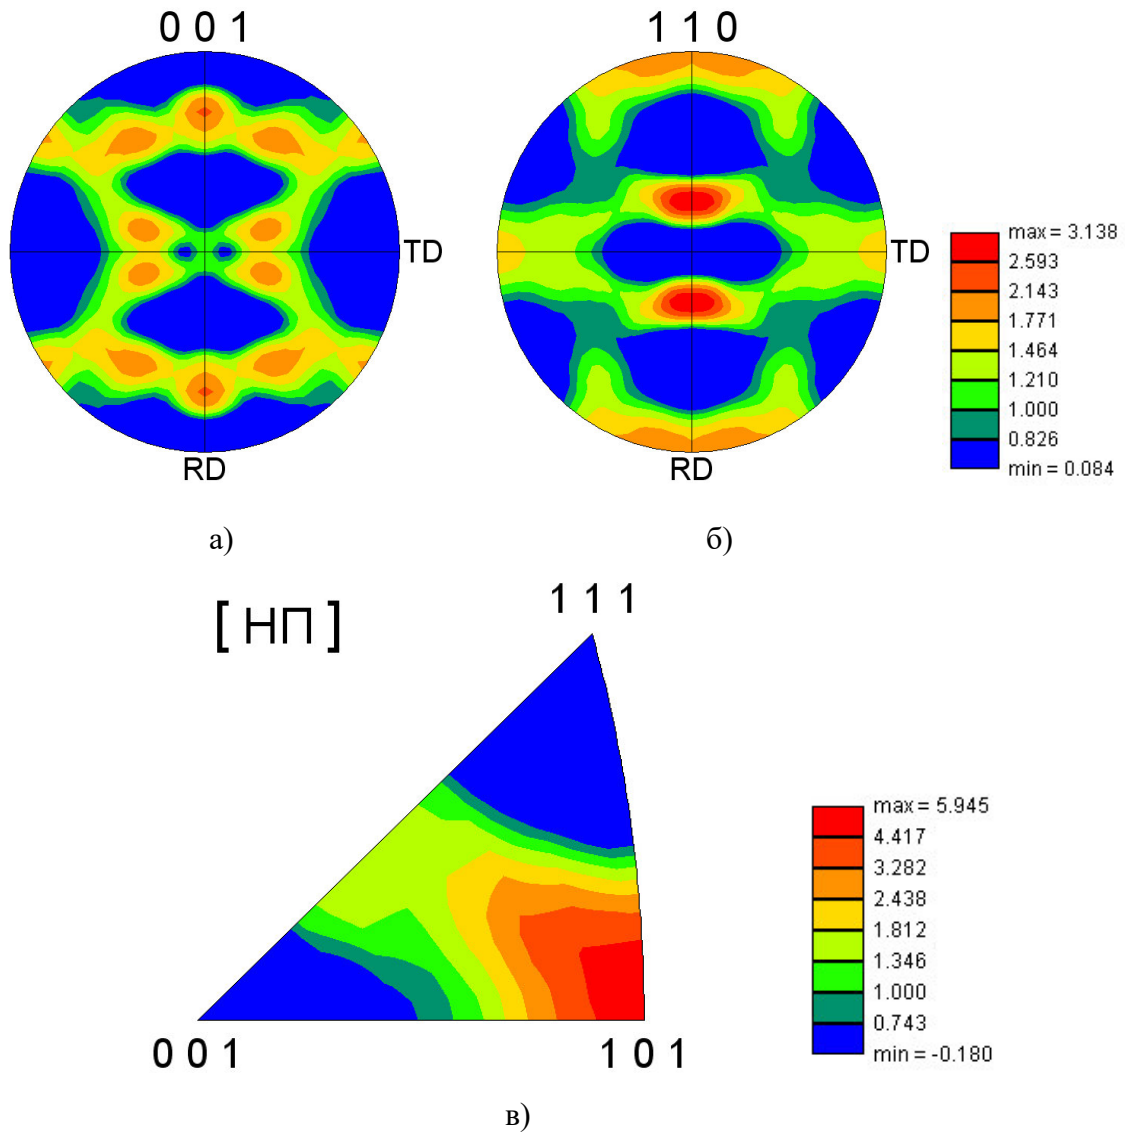 0 0 1
TD
RD
1 1 0
TD
RD
max = 3.138
2.593
2.143
1.771
1.464
1.210
1.000
0.826
min = 0.084
а)
б)
[ НП ]
1 1 1
0 0 1
1 0 1
max = 5.945
4.417
3.282
2.438
1.812
1.346
1.000
0.743
min = -0.180
в)